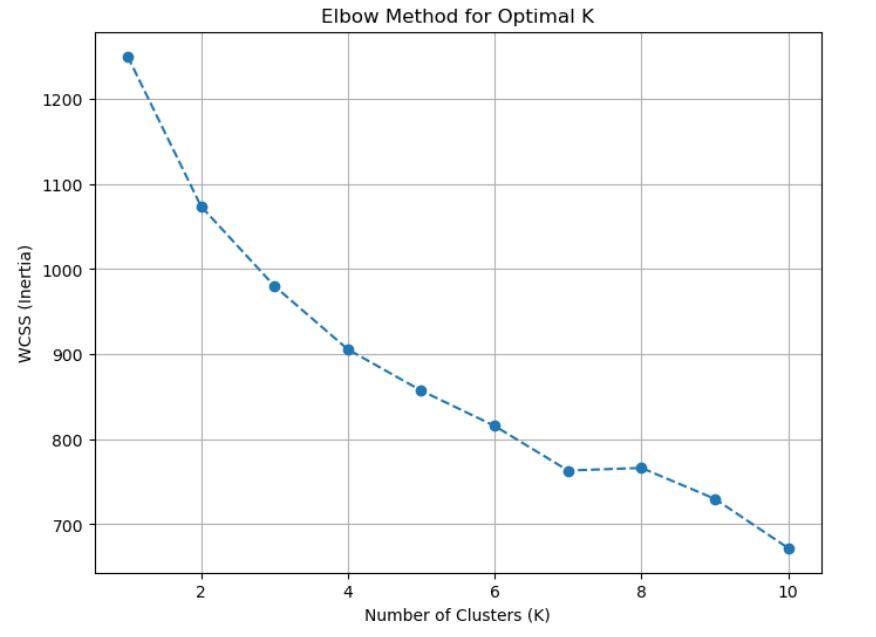 Elbow Method for Optimal K
1200
1100
1000
900
800
700
WCSS (Inertia)
2 4 6 8 10
Number of Clusters (K)